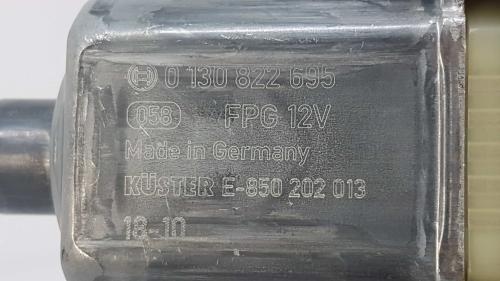 0 130 822 695
058 FPG 12V
Made in Germany
KÜSTER E-850 202 013
18-10